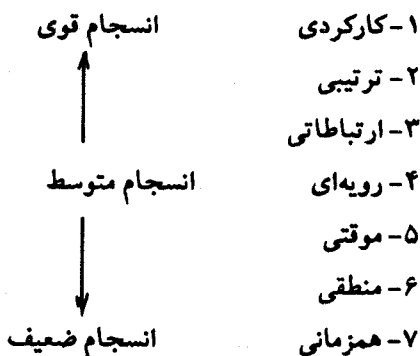 ۱- کارکردی انسجام قوی
۲- ترتیبی
۳- ارتباطاتی
۴- رویه‌ای انسجام متوسط
۵- موقتی
۶- منطقی
۷- همزمانی انسجام ضعیف